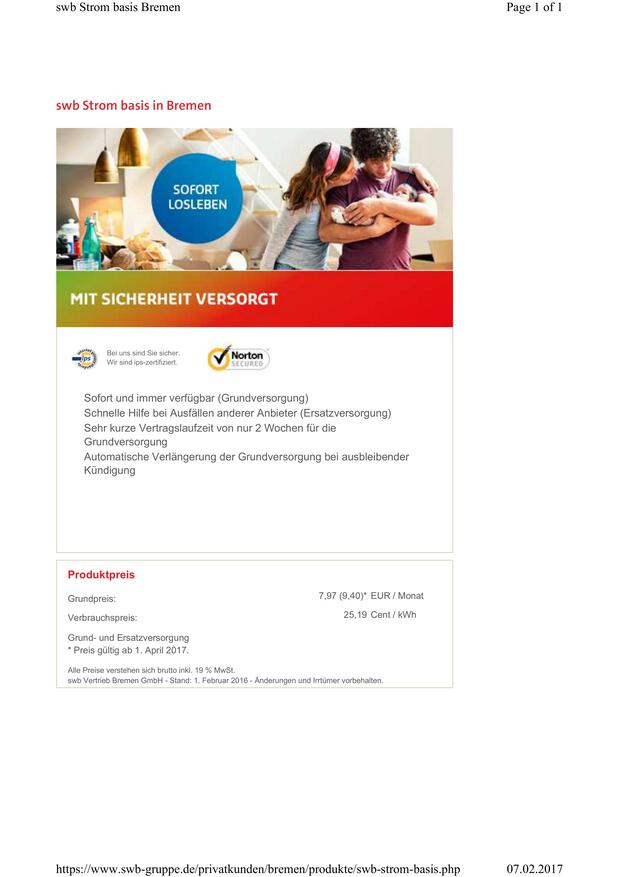 swb Strom basis Bremen
Page 1 of 1
swb Strom basis in Bremen
SOFORT
LOSLEBEN
MIT SICHERHEIT VERSORGT
ips
Bei uns sind Sie sicher.
Wir sind ips-zertifiziert.
Norton
SECURED
Sofort und immer verfügbar (Grundversorgung)
Schnelle Hilfe bei Ausfällen anderer Anbieter (Ersatzversorgung)
Sehr kurze Vertragslaufzeit von nur 2 Wochen für die
Grundversorgung
Automatische Verlängerung der Grundversorgung bei ausbleibender
Kündigung
Produktpreis
Grundpreis: 7,97 (9,40)* EUR / Monat
Verbrauchspreis: 25,19 Cent / kWh
Grund- und Ersatzversorgung
* Preis gültig ab 1. April 2017.
Alle Preise verstehen sich brutto inkl. 19 % MwSt.
swb Vertrieb Bremen GmbH - Stand: 1. Februar 2016 - Änderungen und Irrtümer vorbehalten.
https://www.swb-gruppe.de/privatkunden/bremen/produkte/swb-strom-basis.php
07.02.2017